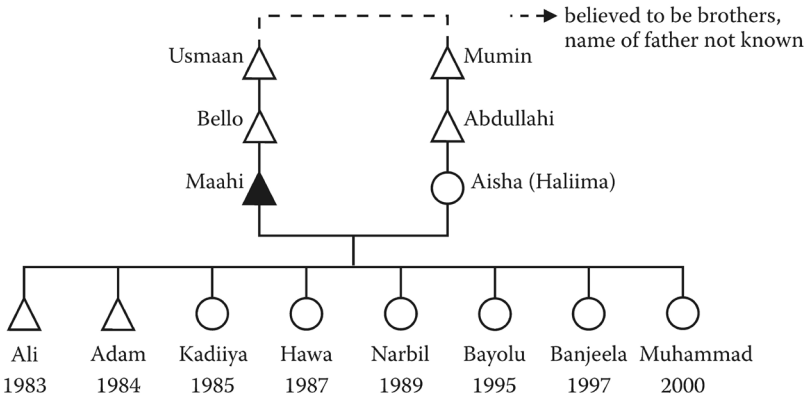 believed to be brothers,
name of father not known
Usmaan
Mumin
Bello
Abdullahi
Maahi
Aisha (Haliima)
Ali
Adam
Kadiiya
Hawa
Narbil
Bayolu
Banjeela
Muhammad
1983
1984
1985
1987
1989
1995
1997
2000